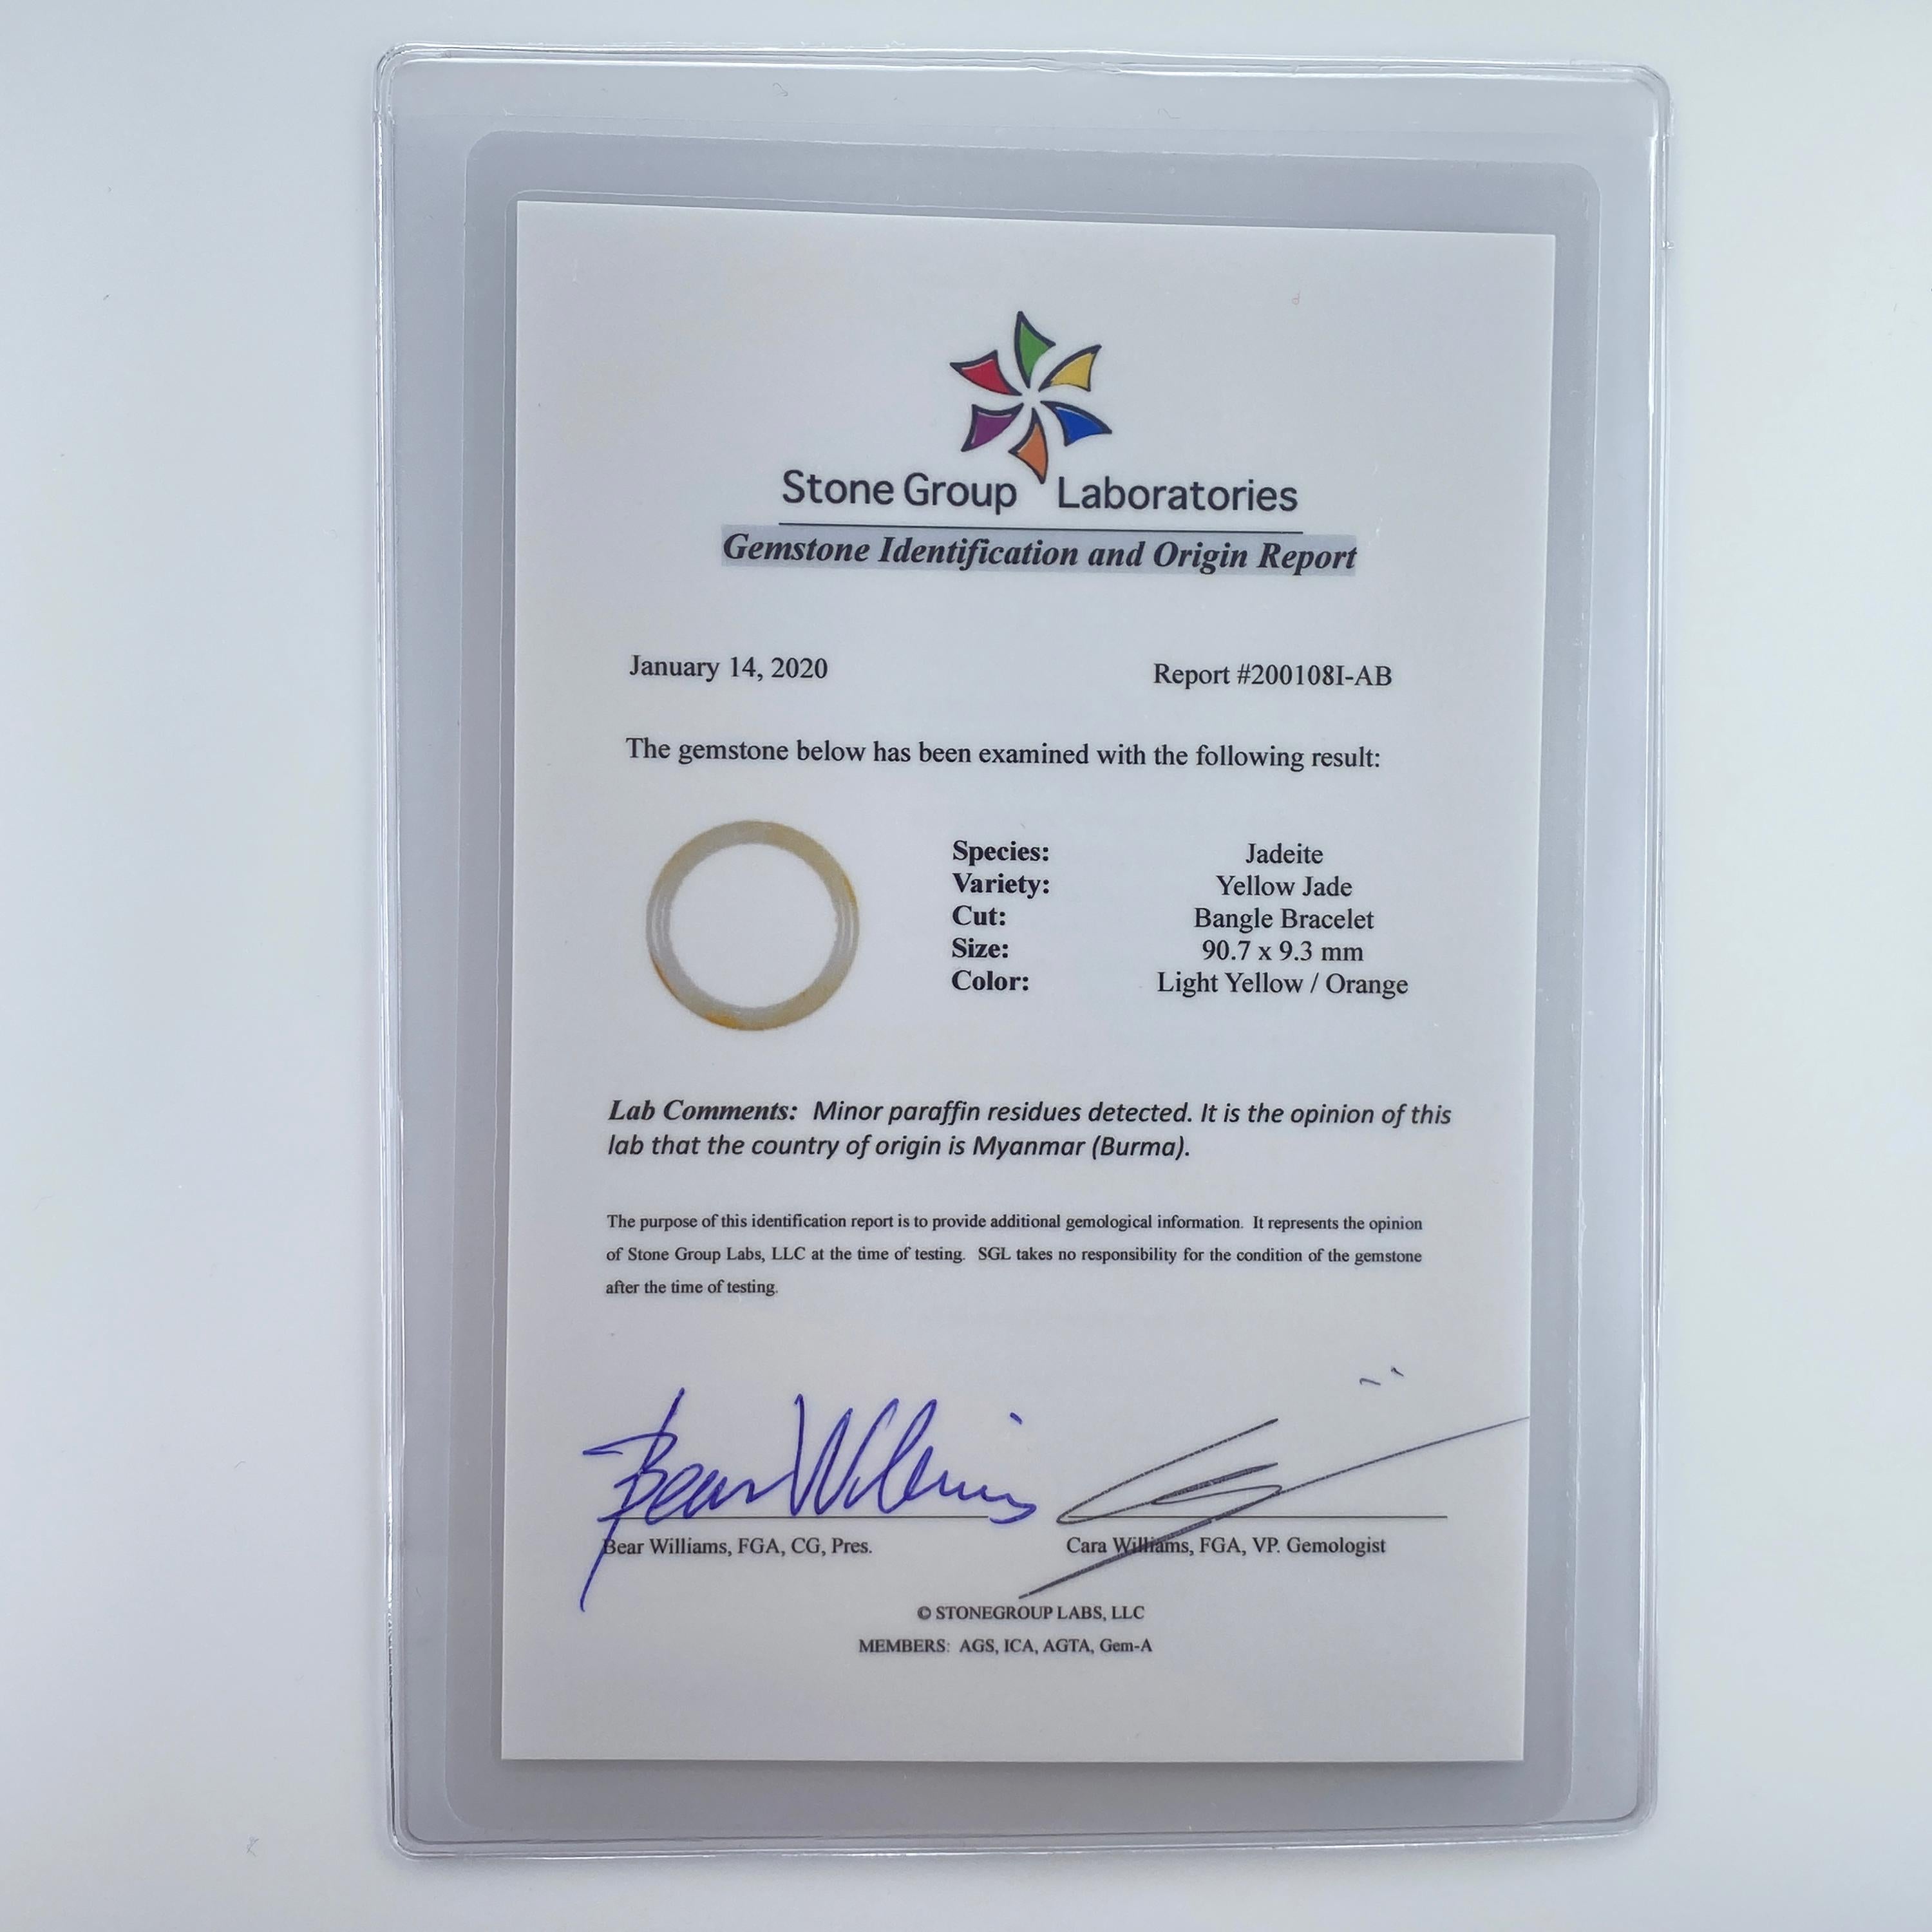 Stone Group Laboratories
Gemstone Identification and Origin Report
January 14, 2020 Report #200108I-AB
The gemstone below has been examined with the following result:
Species: Jadeite
Variety: Yellow Jade
Cut: Bangle Bracelet
Size: 90.7 x 9.3 mm
Color: Light Yellow / Orange
Lab Comments: Minor paraffin residues detected. It is the opinion of this
lab that the country of origin is Myanmar (Burma).
The purpose of this identification report is to provide additional gemological information. It represents the opinion
of Stone Group Labs, LLC at the time of testing. SGL takes no responsibility for the condition of the gemstone
after the time of testing.
Bear Williams
Bear Williams, FGA, CG, Pres. Cara Williams, FGA, VP. Gemologist
© STONEGROUP LABS, LLC
MEMBERS: AGS, ICA, AGTA, Gem-A